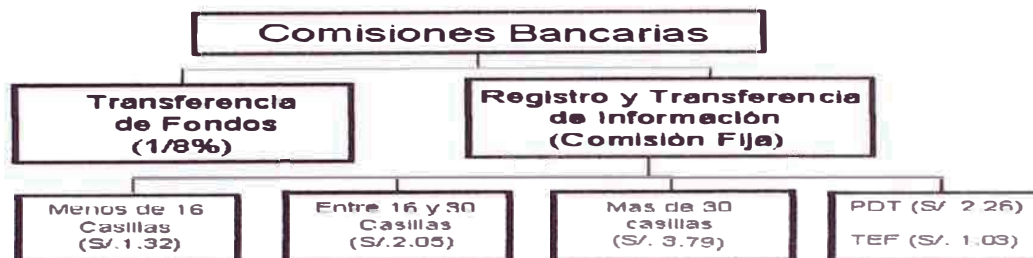 Comisiones Bancarias
Transferencia
de Fondos
(1/8%)
Registro y Transferencia
de Información
(Comisión Fija)
Menos de 16
Casillas
(S/.1.32)
Entre 16 y 30
Casillas
(S/.2.05)
Mas de 30
casillas
(S/. 3.79)
PDT (S/. 2.26)
TEF (S/. 1.03)